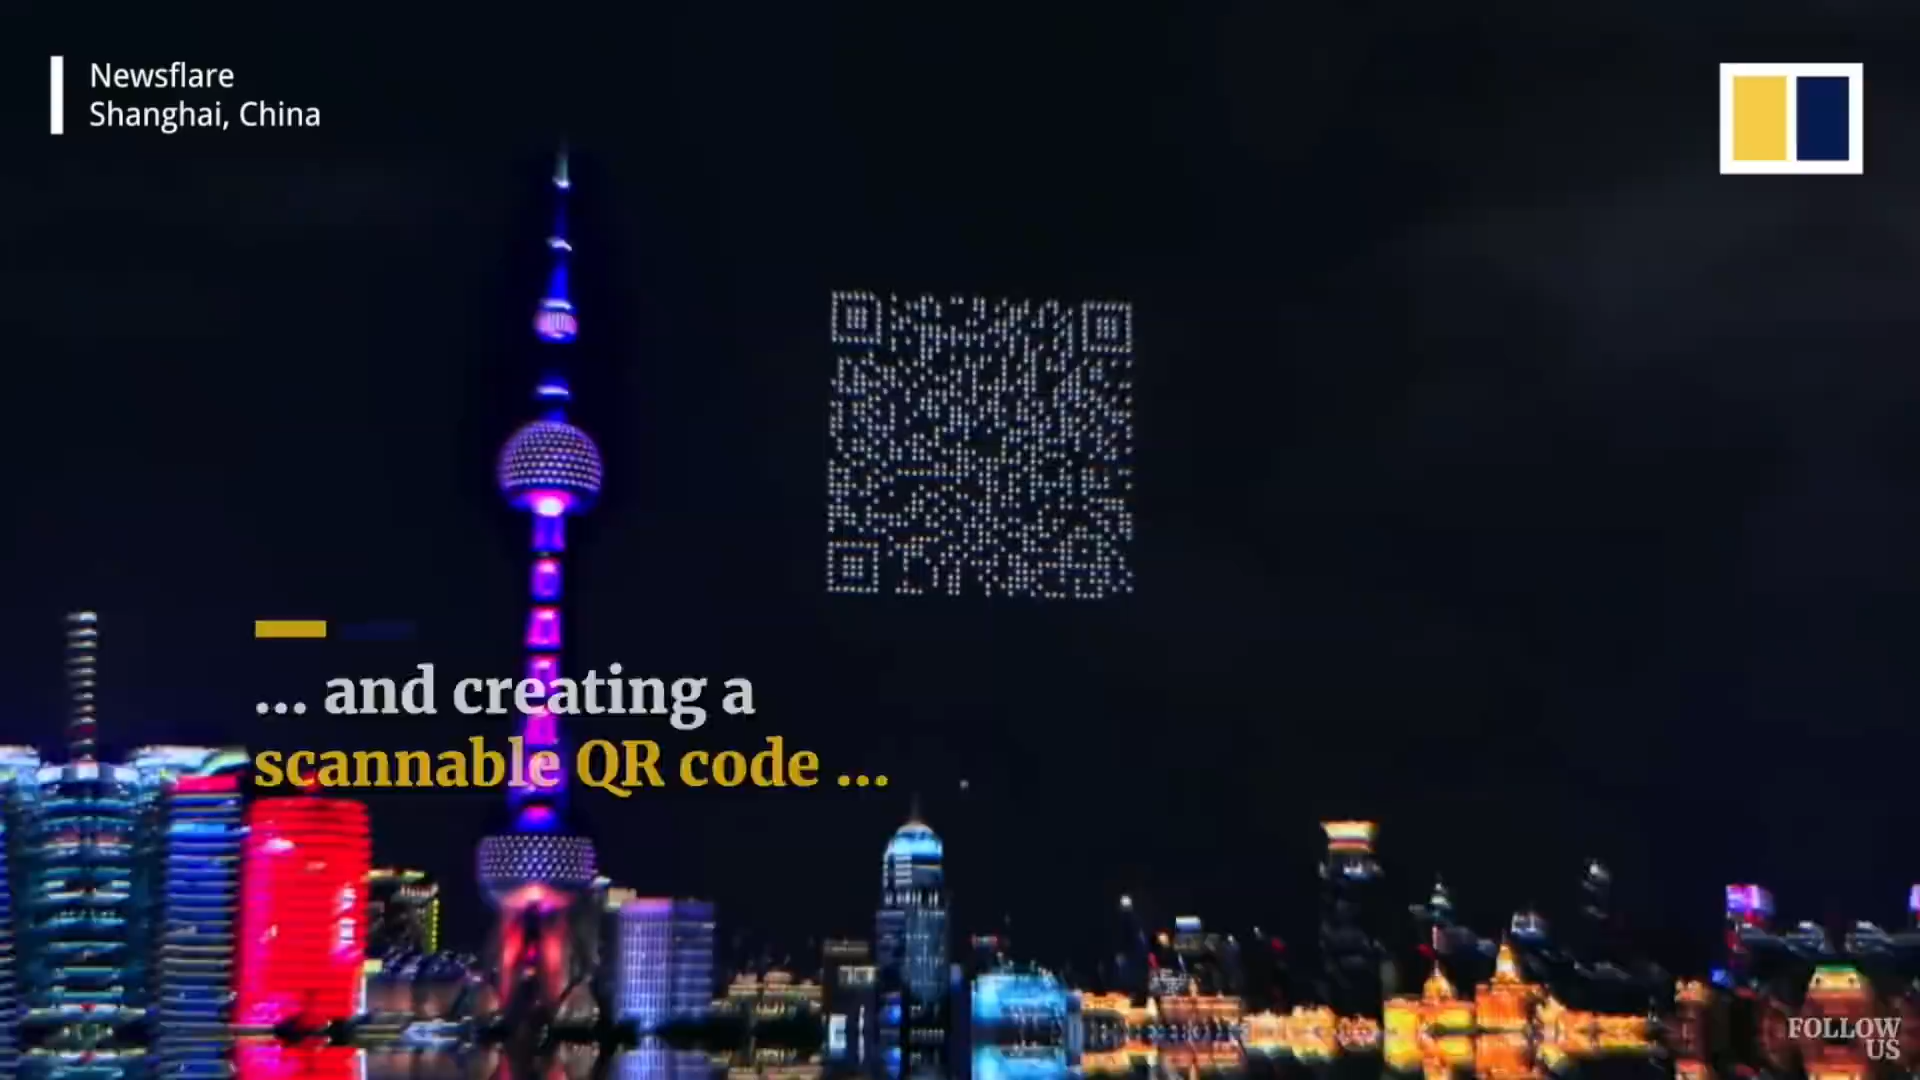 Newsflare
Shanghai, China
... and creating a
scannable QR code ...
FOLLOW
US